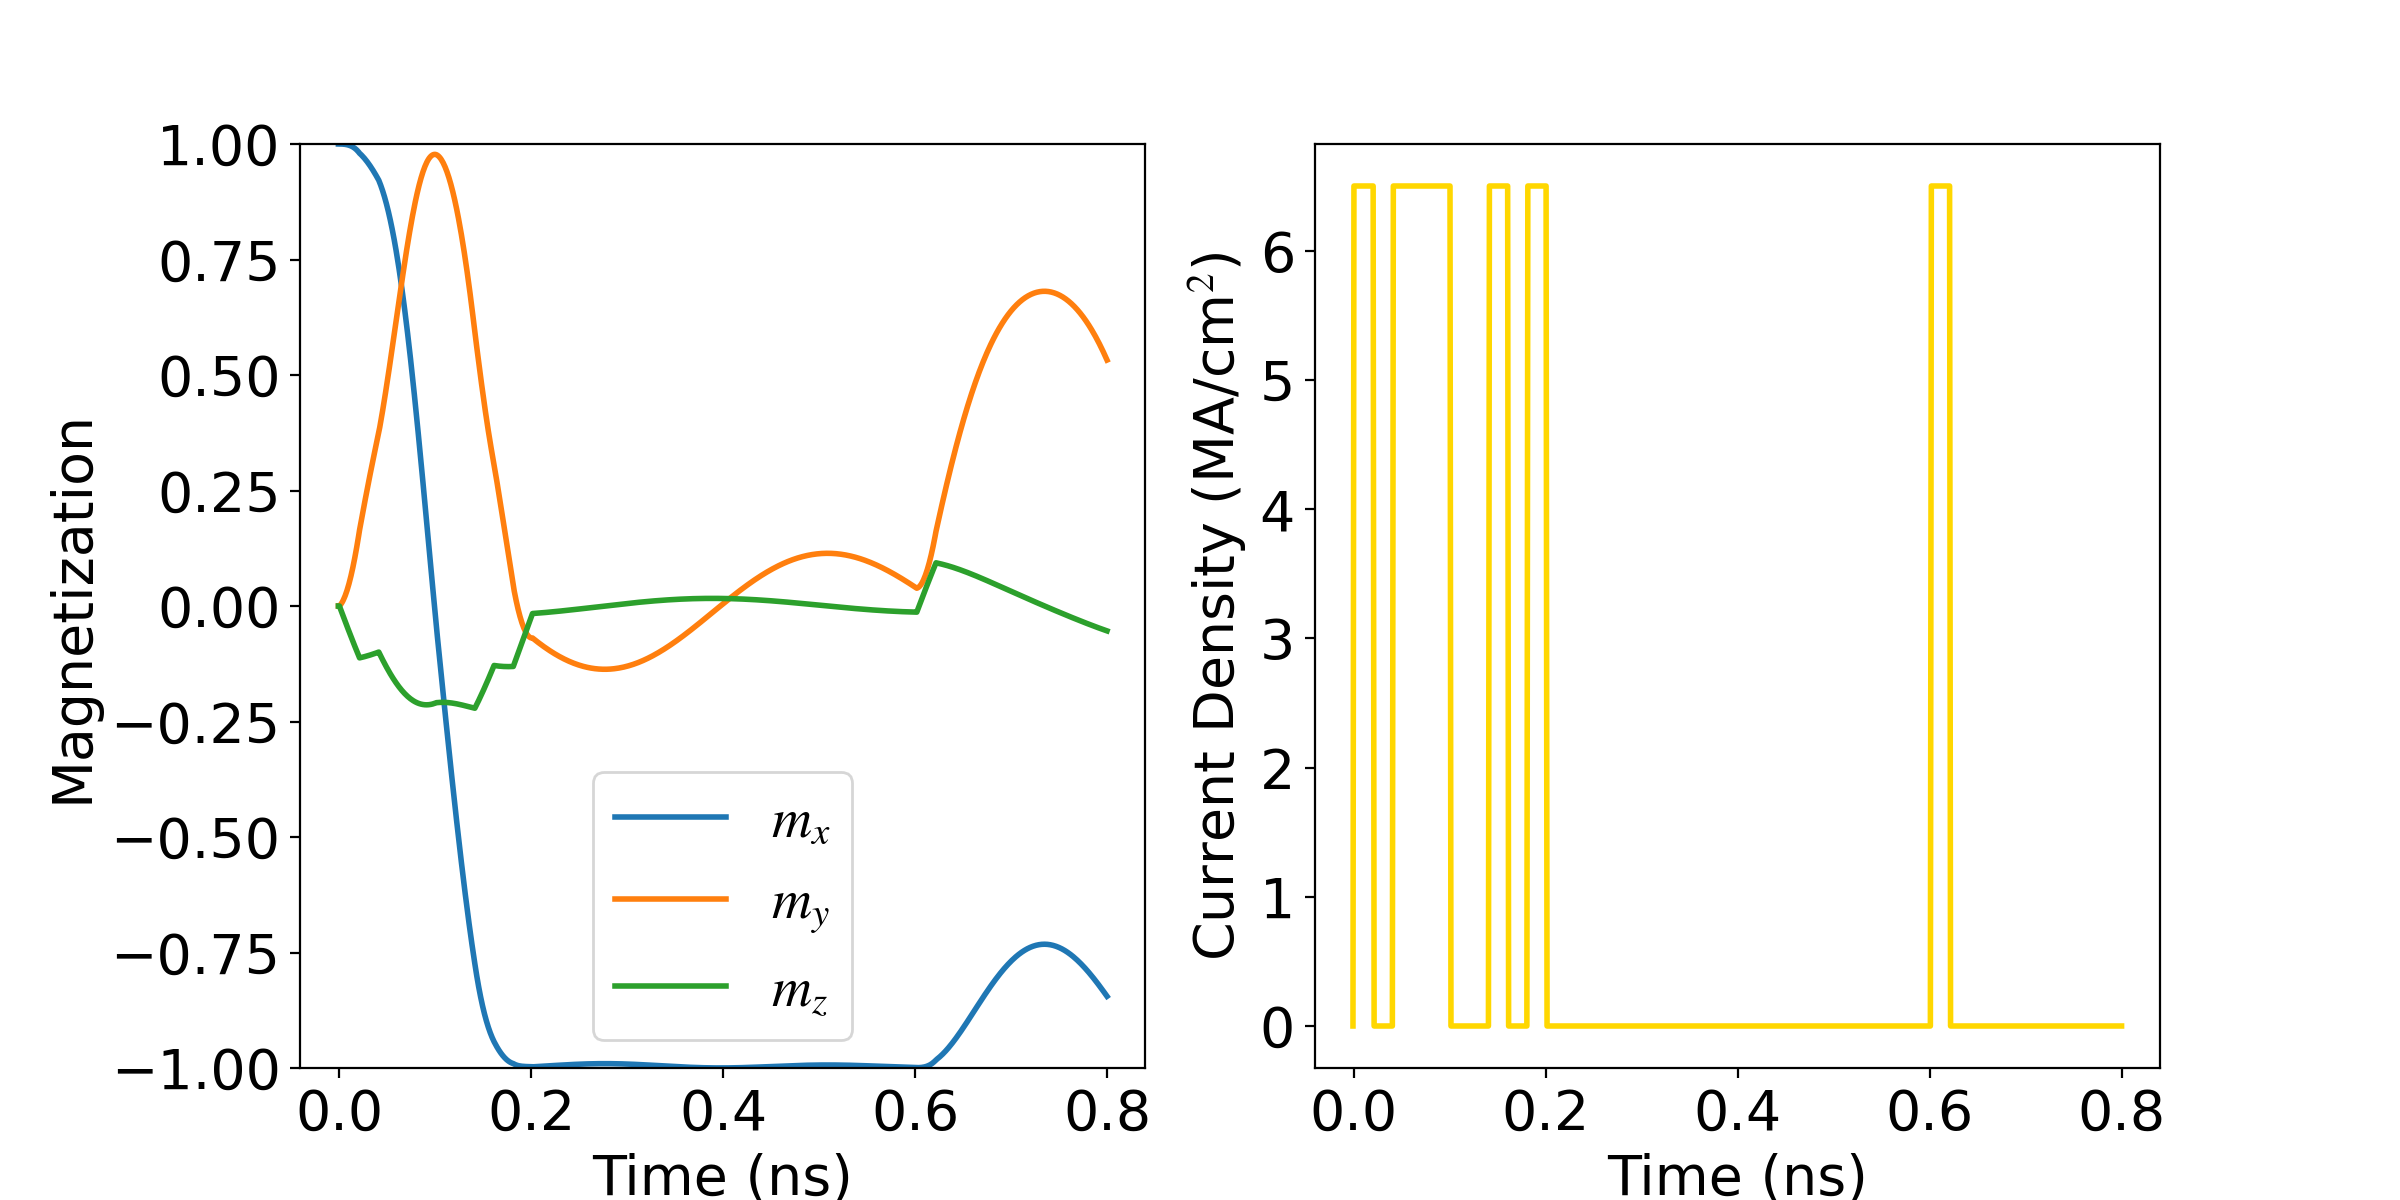 Magnetization
1.00
0.75
0.50
0.25
0.00
−0.25
−0.50
−0.75
−1.00
0.0 0.2 0.4 0.6 0.8
Time (ns)
m_x
m_y
m_z
Current Density (MA/cm²)
6
5
4
3
2
1
0
0.0 0.2 0.4 0.6 0.8
Time (ns)